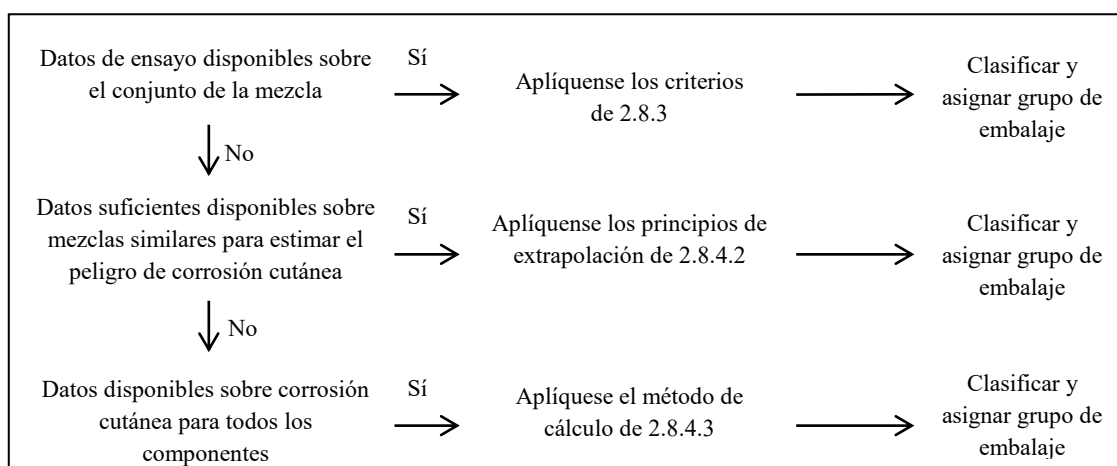 Datos de ensayo disponibles sobre
el conjunto de la mezcla
Sí
Aplíquense los criterios
de 2.8.3
Clasificar y
asignar grupo de
embalaje
No
Datos suficientes disponibles sobre
mezclas similares para estimar el
peligro de corrosión cutánea
Sí
Aplíquense los principios de
extrapolación de 2.8.4.2
Clasificar y
asignar grupo de
embalaje
No
Datos disponibles sobre corrosión
cutánea para todos los
componentes
Sí
Aplíquese el método de
cálculo de 2.8.4.3
Clasificar y
asignar grupo de
embalaje